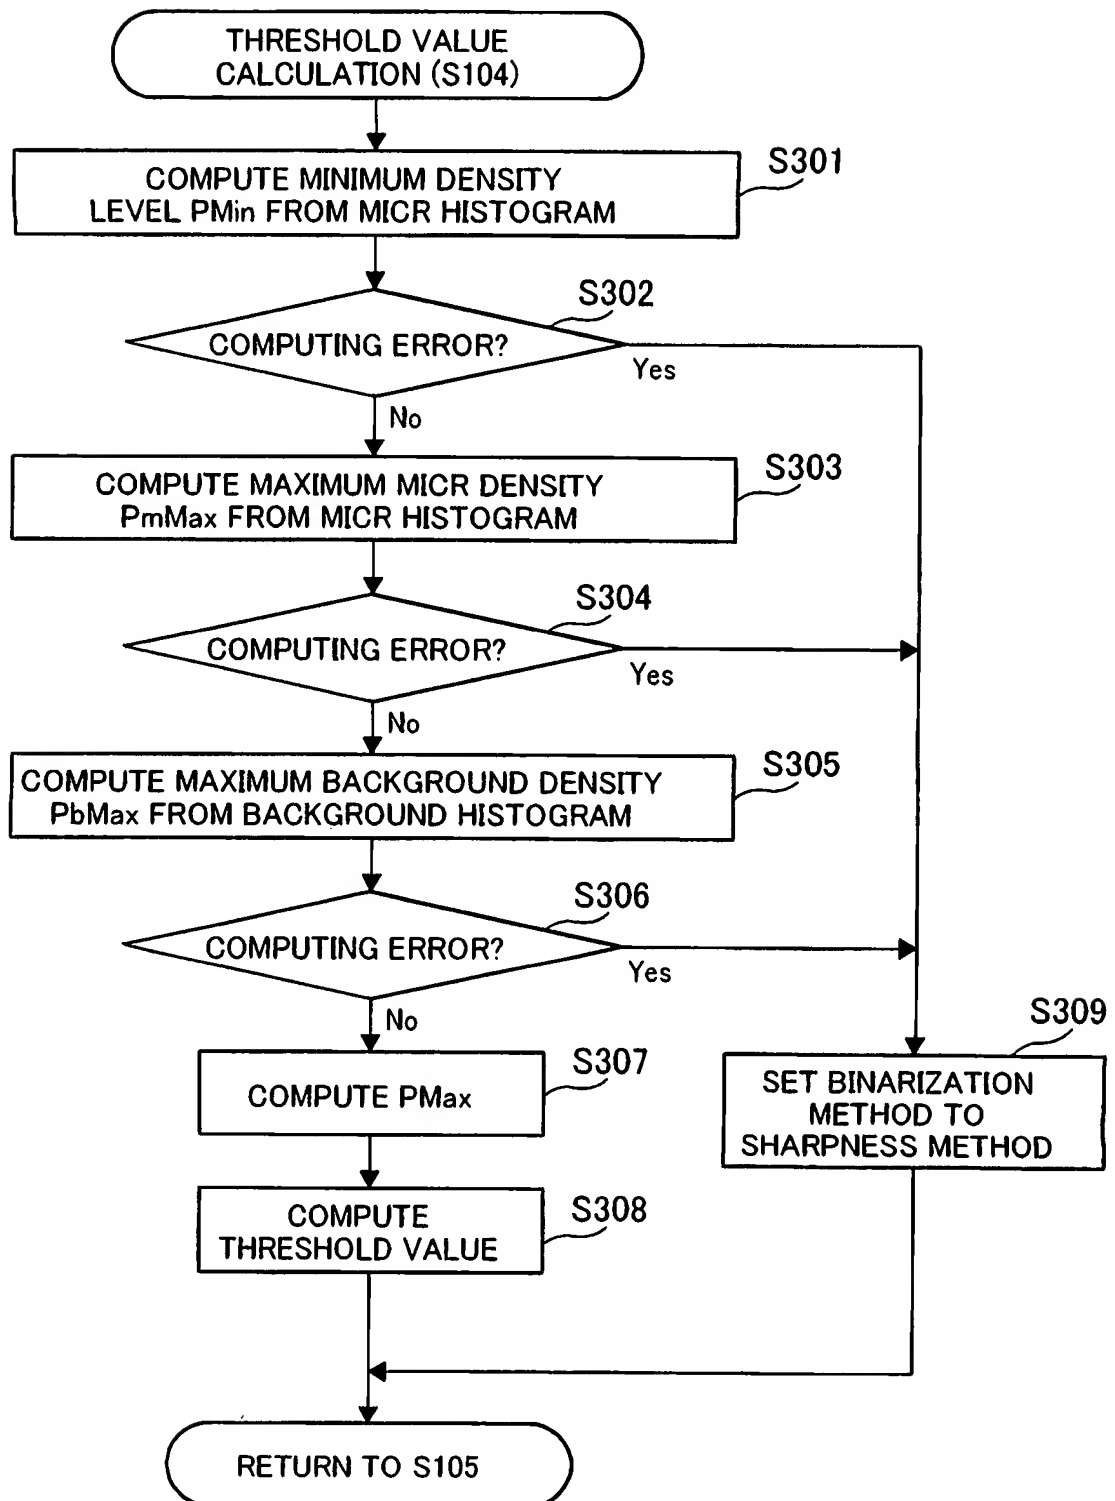 THRESHOLD VALUE
CALCULATION (S104)
S301
COMPUTE MINIMUM DENSITY
LEVEL PMin FROM MICR HISTOGRAM
S302
COMPUTING ERROR?
Yes
No
S303
COMPUTE MAXIMUM MICR DENSITY
PmMax FROM MICR HISTOGRAM
S304
COMPUTING ERROR?
Yes
No
S305
COMPUTE MAXIMUM BACKGROUND DENSITY
PbMax FROM BACKGROUND HISTOGRAM
S306
COMPUTING ERROR?
Yes
No
S307
COMPUTE PMax
S309
SET BINARIZATION
METHOD TO
SHARPNESS METHOD
S308
COMPUTE
THRESHOLD VALUE
RETURN TO S105